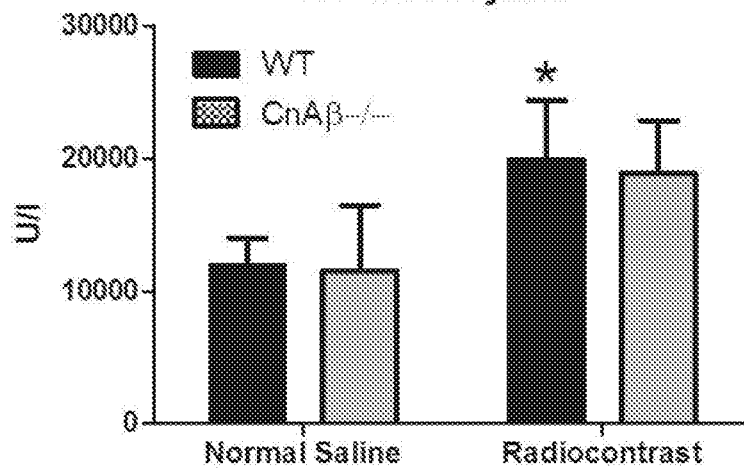 30000
WT
CnAβ-/-
*
20000
U/l
10000
0
Normal Saline
Radiocontrast